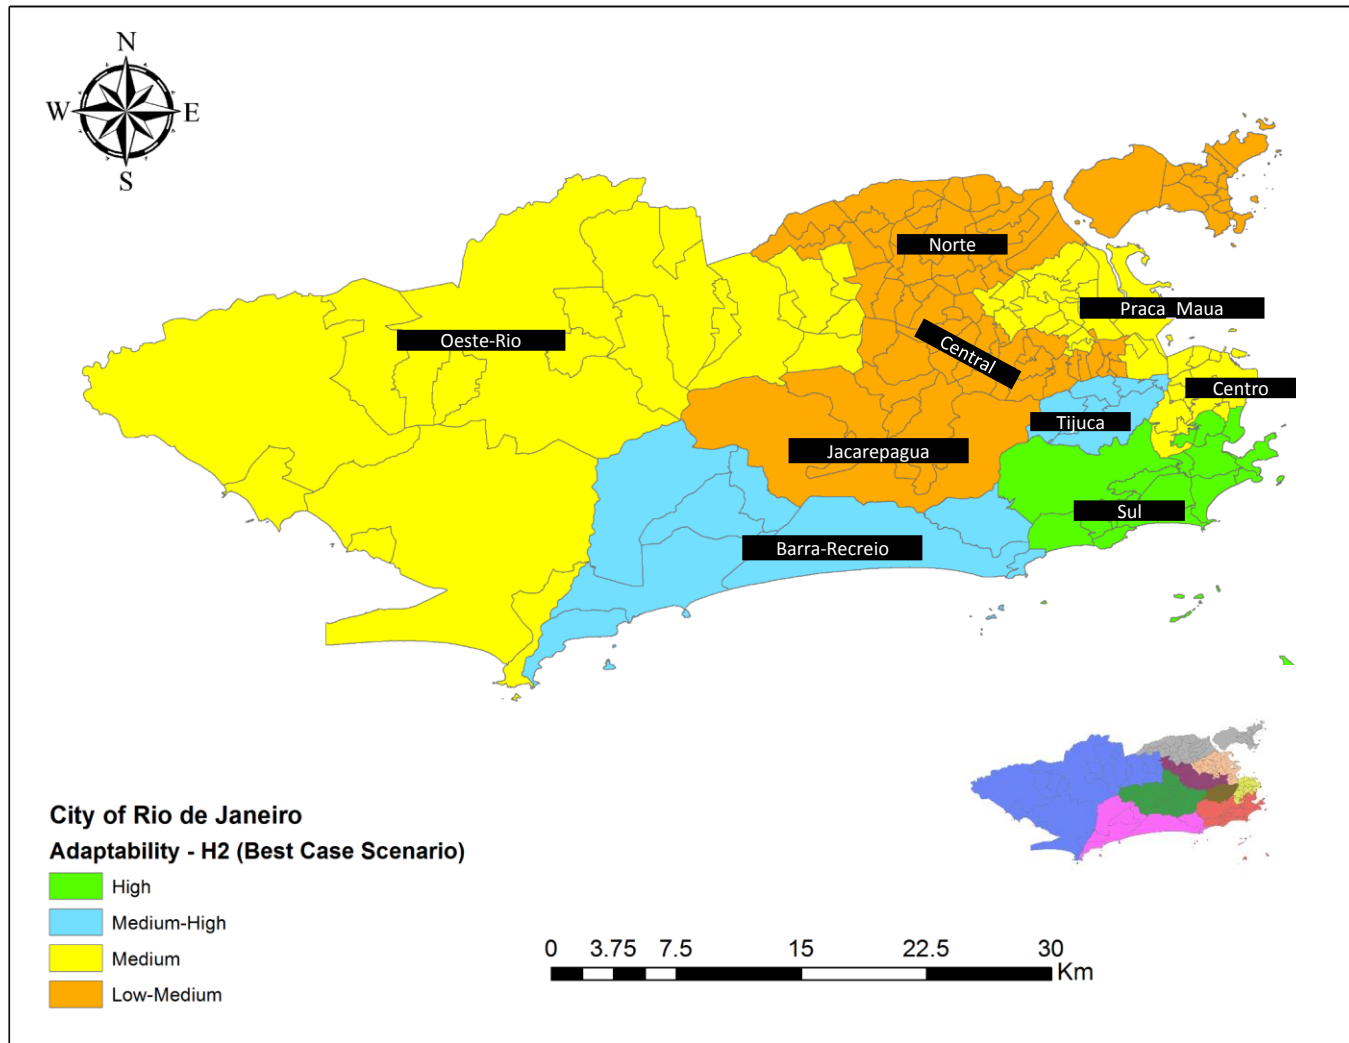 N
W
E
S
Norte
Praca_Maua
Oeste-Rio
Central
Centro
Tijuca
Jacarepagua
Sul
Barra-Recreio
City of Rio de Janeiro
Adaptability - H2 (Best Case Scenario)
High
Medium-High
Medium
Low-Medium
0 3.75 7.5 15 22.5 30
Km